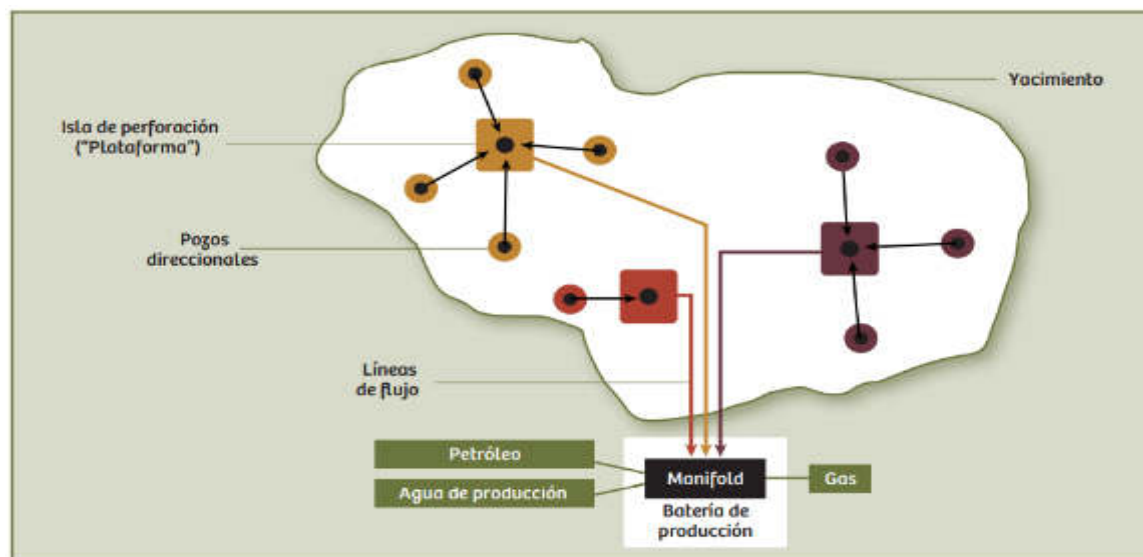 Yacimiento
Isla de perforación
("Plataforma")
Pozos
direccionales
Líneas
de flujo
Petróleo
Agua de producción
Manifold
Gas
Batería de
producción